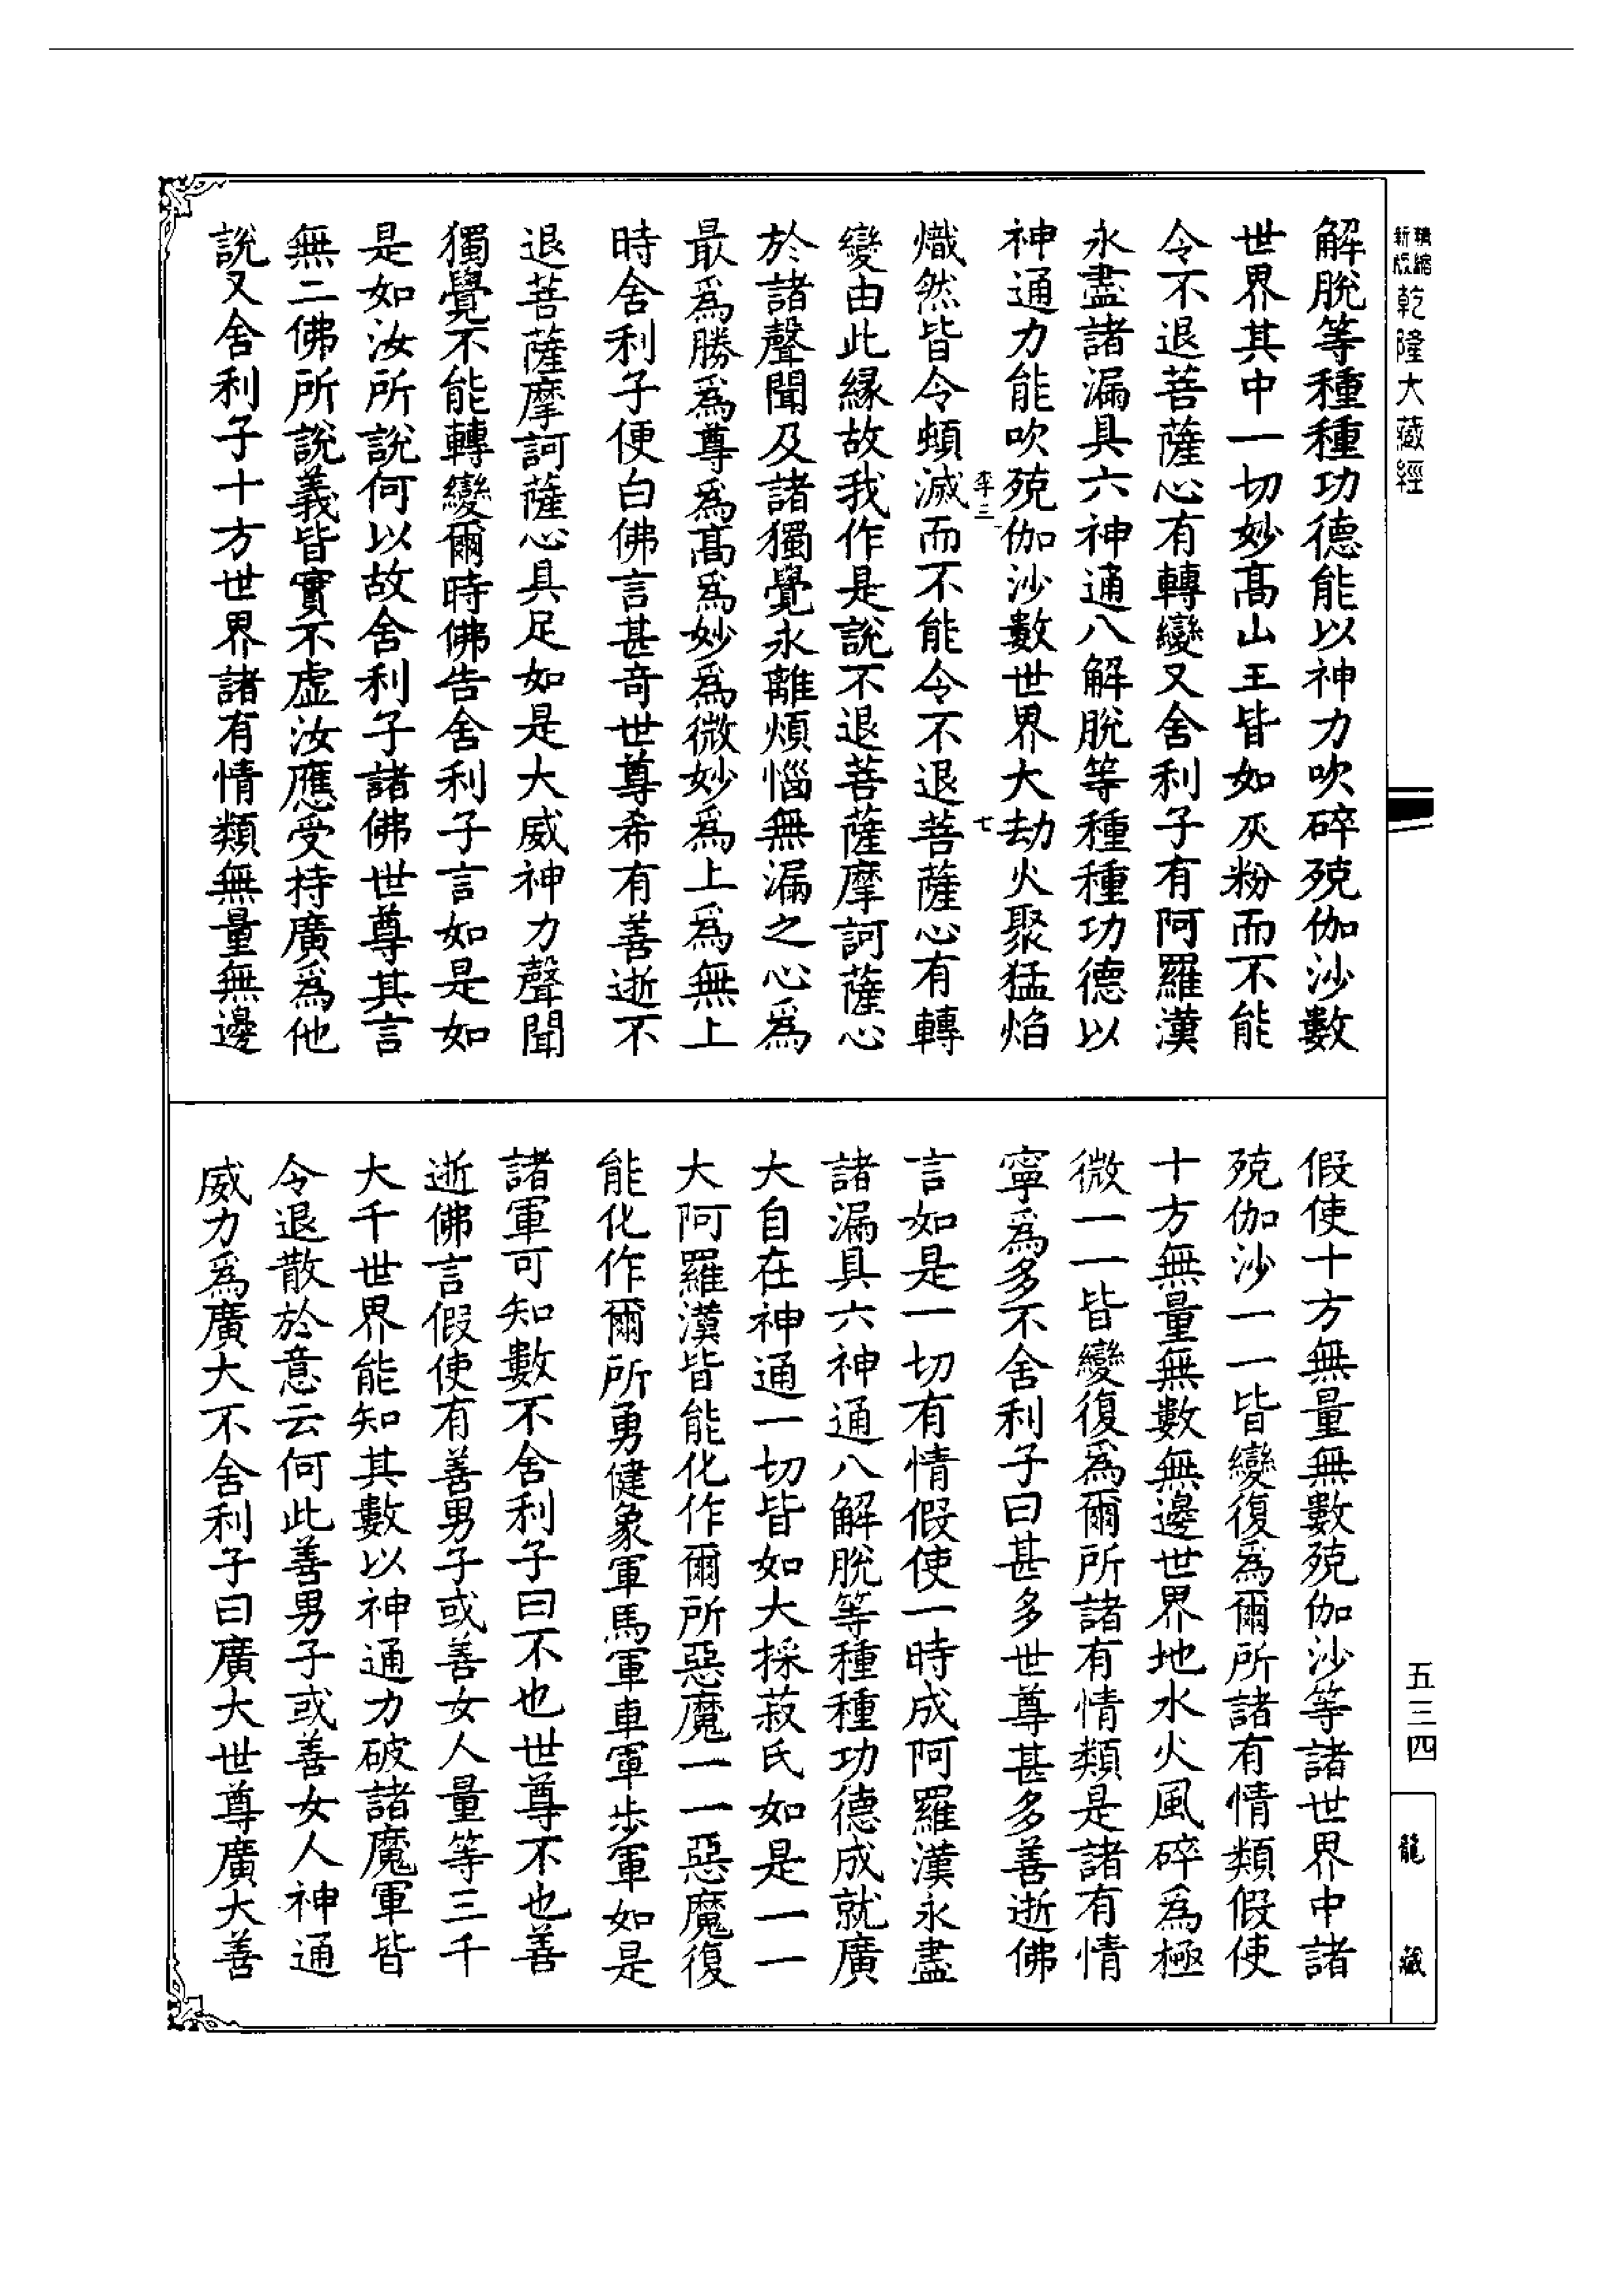 精縮新版乾隆大藏經
解脫等種種功德能以神力吹碎殑伽沙數
世界其中一切妙髙山王皆如灰粉而不能
令不退菩薩心有轉變又舍利子有阿羅漢
永盡諸漏具六神通八解脫等種種功德以
神通力能吹殑伽沙數世界大劫火聚猛焰
李三
七
熾然皆令頓滅而不能令不退菩薩心有轉
變由此緣故我作是說不退菩薩摩訶薩心
於諸聲聞及諸獨覺永離煩惱無漏之心爲
最爲勝爲尊爲髙爲妙爲微妙爲上爲無上
時舍利子便白佛言甚奇世尊希有善逝不
退菩薩摩訶薩心具足如是大威神力聲聞
獨覺不能轉變爾時佛告舍利子言如是如
是如汝所說何以故舍利子諸佛世尊其言
無二佛所說義皆實不虛汝應受持廣爲他
說又舍利子十方世界諸有情類無量無邊
假使十方無量無數殑伽沙等諸世界中諸
殑伽沙一一皆變復爲爾所諸有情類假使
十方無量無數無邊世界地水火風碎爲極
微一一皆變復爲爾所諸有情類是諸有情
寧爲多不舍利子曰甚多世尊甚多善逝佛
言如是一切有情假使一時成阿羅漢永盡
諸漏具六神通八解脫等種種功德成就廣
大自在神通一切皆如大採菽氏如是一一
大阿羅漢皆能化作爾所惡魔一一惡魔復
能化作爾所勇健象軍馬軍車軍步軍如是
諸軍可知數不舍利子曰不也世尊不也善
逝佛言假使有善男子或善女人量等三千
大千世界能知其數以神通力破諸魔軍皆
令退散於意云何此善男子或善女人神通
威力爲廣大不舍利子曰廣大世尊廣大善
五三四
龍藏